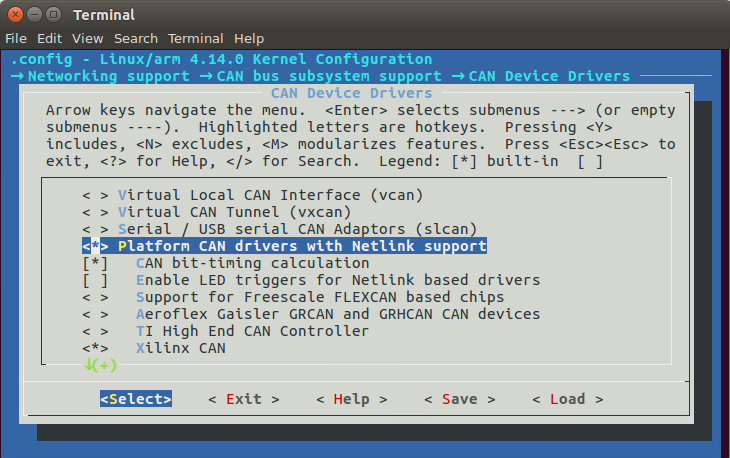 Terminal
File Edit View Search Terminal Help
.config - Linux/arm 4.14.0 Kernel Configuration
→ Networking support → CAN bus subsystem support → CAN Device Drivers
CAN Device Drivers
Arrow keys navigate the menu.  <Enter> selects submenus ---> (or empty
submenus ----).  Highlighted letters are hotkeys.  Pressing <Y>
includes, <N> excludes, <M> modularizes features.  Press <Esc><Esc> to
exit, <?> for Help, </> for Search.  Legend: [*] built-in  [ ]
< > Virtual Local CAN Interface (vcan)
< > Virtual CAN Tunnel (vxcan)
< > Serial / USB serial CAN Adaptors (slcan)
<*> Platform CAN drivers with Netlink support
[*]   CAN bit-timing calculation
[ ]   Enable LED triggers for Netlink based drivers
< >   Support for Freescale FLEXCAN based chips
< >   Aeroflex Gaisler GRCAN and GRHCAN CAN devices
< >   TI High End CAN Controller
<*>   Xilinx CAN
↓(+)
<Select>    < Exit >    < Help >    < Save >    < Load >